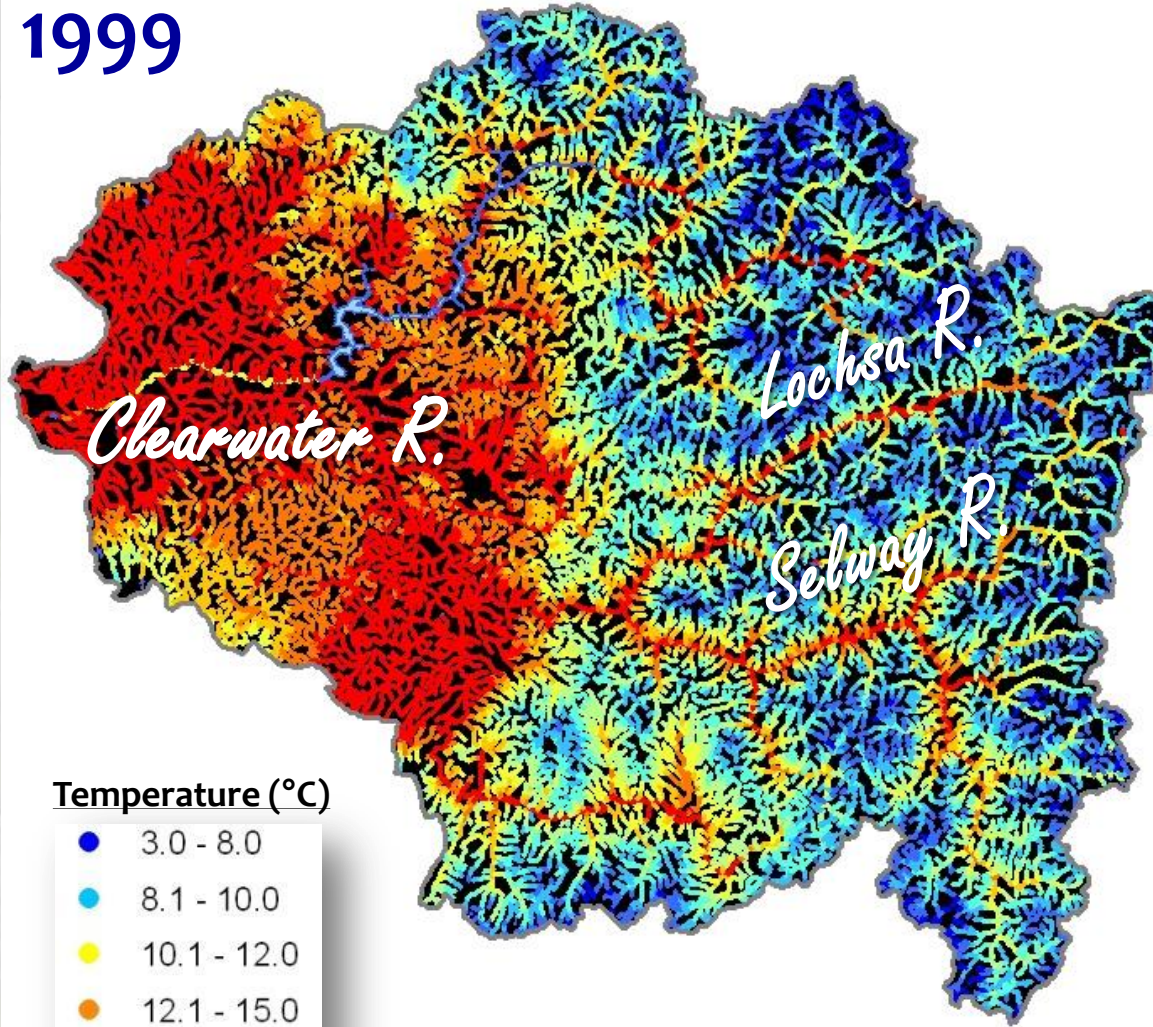 1999
Lochsa R.
Clearwater R.
Selway R.
Temperature (°C)
3.0 - 8.0
8.1 - 10.0
10.1 - 12.0
12.1 - 15.0